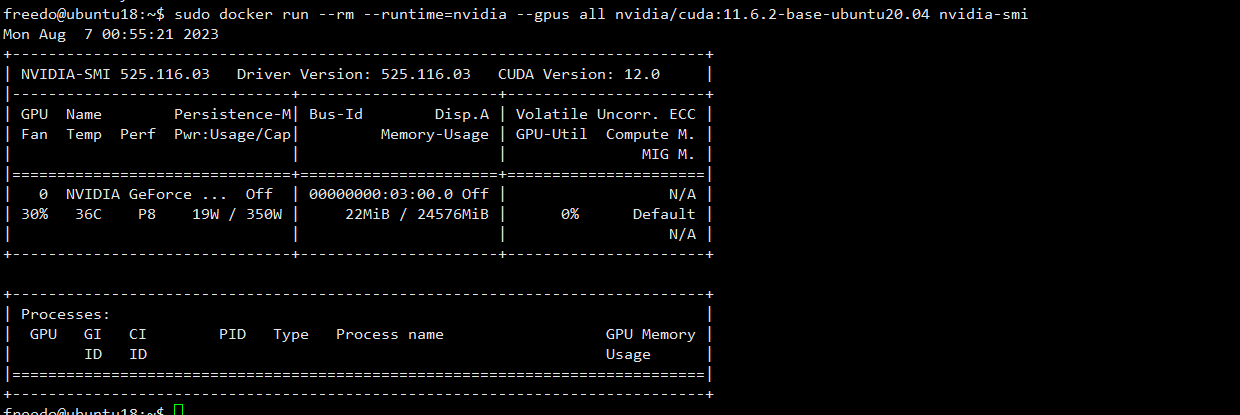 freedo@ubuntu18:~$ sudo docker run --rm --runtime=nvidia --gpus all nvidia/cuda:11.6.2-base-ubuntu20.04 nvidia-smi
Mon Aug  7 00:55:21 2023
+-----------------------------------------------------------------------------+
| NVIDIA-SMI 525.116.03   Driver Version: 525.116.03   CUDA Version: 12.0     |
|-------------------------------+----------------------+----------------------+
| GPU  Name        Persistence-M| Bus-Id        Disp.A | Volatile Uncorr. ECC |
| Fan  Temp  Perf  Pwr:Usage/Cap|         Memory-Usage | GPU-Util  Compute M. |
|                               |                      |               MIG M. |
|===============================+======================+======================|
|   0  NVIDIA GeForce ...  Off  | 00000000:03:00.0 Off |                  N/A |
| 30%   36C    P8    19W / 350W |     22MiB / 24576MiB |      0%      Default |
|                               |                      |                  N/A |
+-------------------------------+----------------------+----------------------+

+-----------------------------------------------------------------------------+
| Processes:                                                                  |
|  GPU   GI   CI        PID   Type   Process name                  GPU Memory |
|        ID   ID                                                   Usage      |
|=============================================================================|
+-----------------------------------------------------------------------------+
freedo@ubuntu18:~$